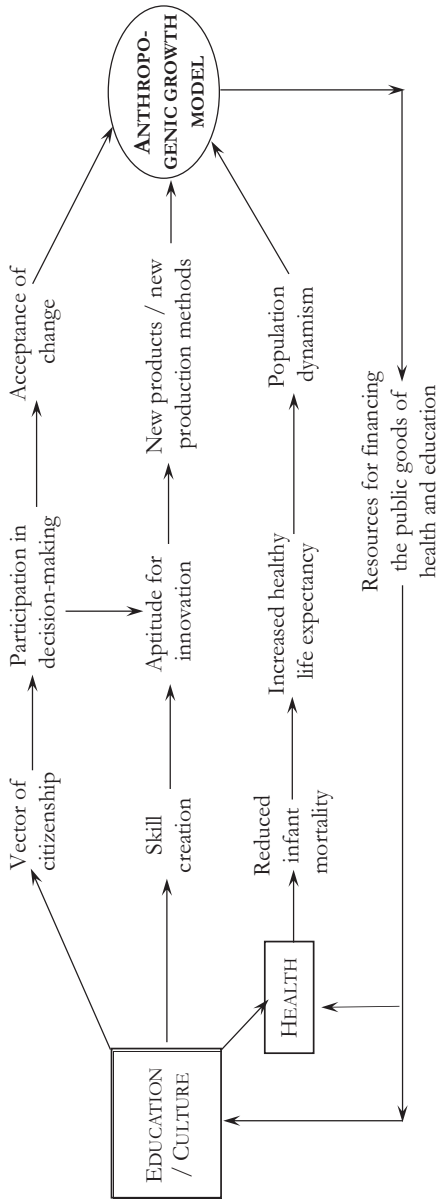 EDUCATION
/ CULTURE
Vector of
citizenship
Participation in
decision-making
Acceptance of
change
Skill
creation
Aptitude for
innovation
New products / new
production methods
HEALTH
Reduced
infant
mortality
Increased healthy
life expectancy
Population
dynamism
ANTHROPO-
GENIC GROWTH
MODEL
Resources for financing
the public goods of
health and education